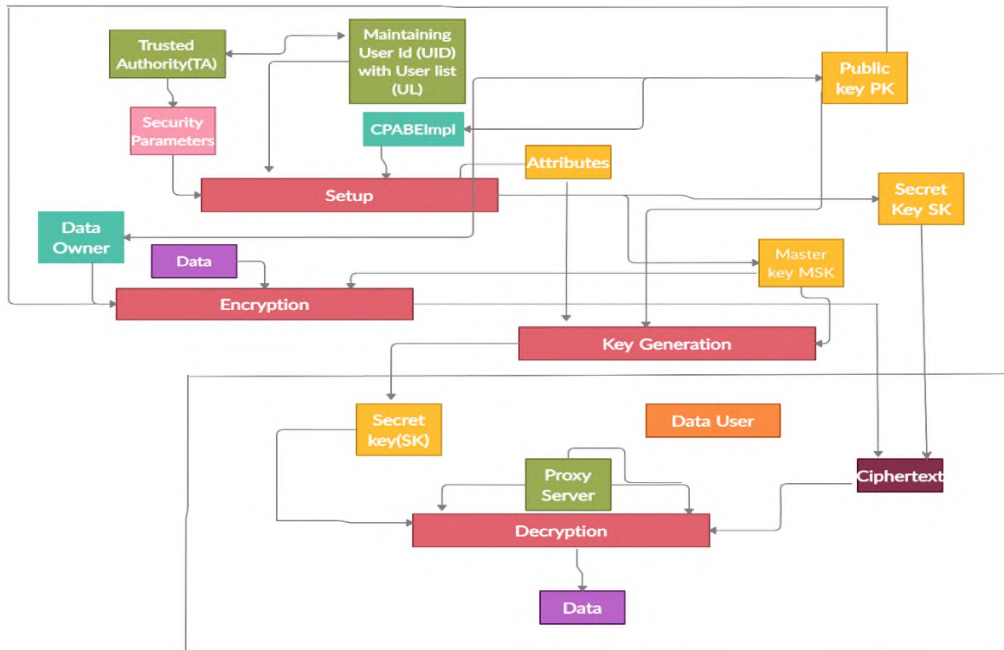 Trusted
Authority(TA)
Maintaining
User Id (UID)
with User list
(UL)
Public
key PK
Security
Parameters
CPABEImpl
Attributes
Setup
Secret
Key SK
Data
Owner
Data
Master
key MSK
Encryption
Key Generation
Secret
key(SK)
Data User
Proxy
Server
Ciphertext
Decryption
Data